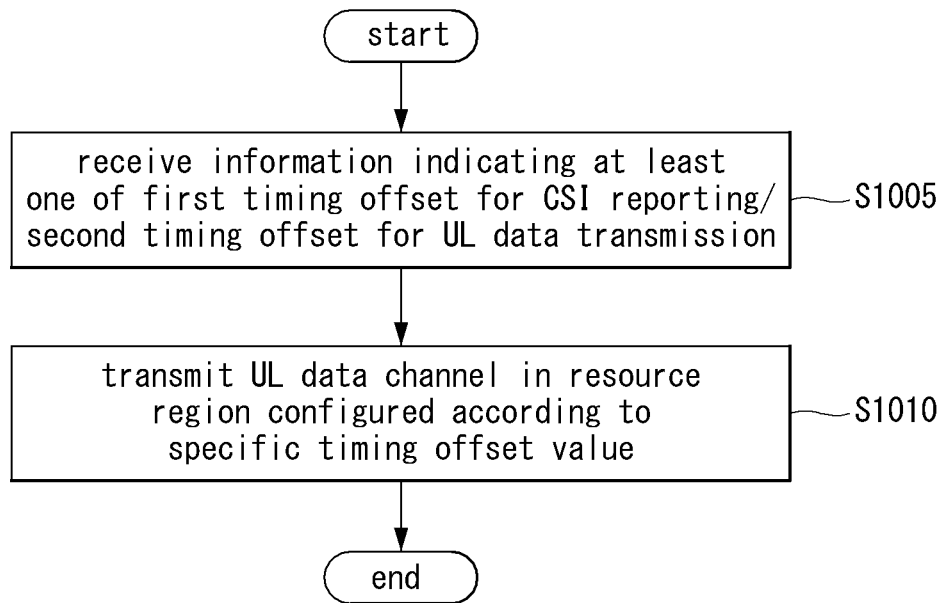 start
receive information indicating at least
one of first timing offset for CSI reporting/
second timing offset for UL data transmission
S1005
transmit UL data channel in resource
region configured according to
specific timing offset value
S1010
end